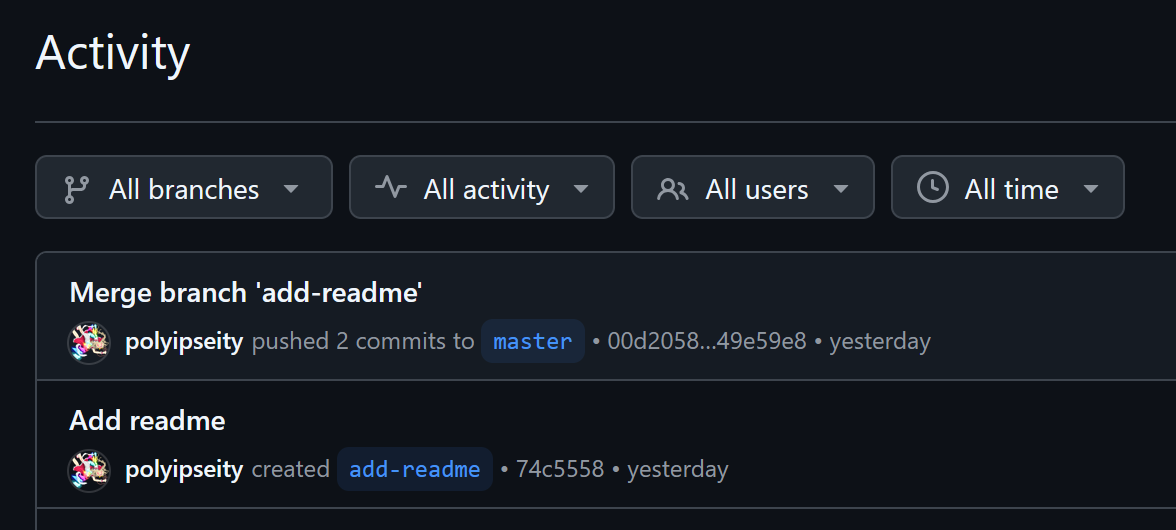 Activity
All branches All activity All users All time
Merge branch 'add-readme'
polyipseity pushed 2 commits to master • 00d2058...49e59e8 • yesterday
Add readme
polyipseity created add-readme • 74c5558 • yesterday